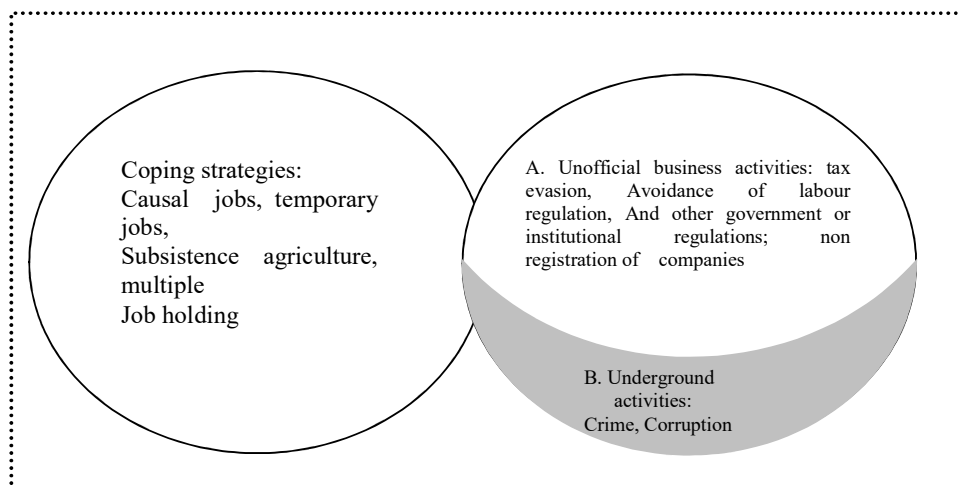 Coping strategies:
Causal jobs, temporary
jobs,
Subsistence agriculture,
multiple
Job holding
A. Unofficial business activities: tax
evasion, Avoidance of labour
regulation, And other government or
institutional regulations; non
registration of companies
B. Underground
activities:
Crime, Corruption